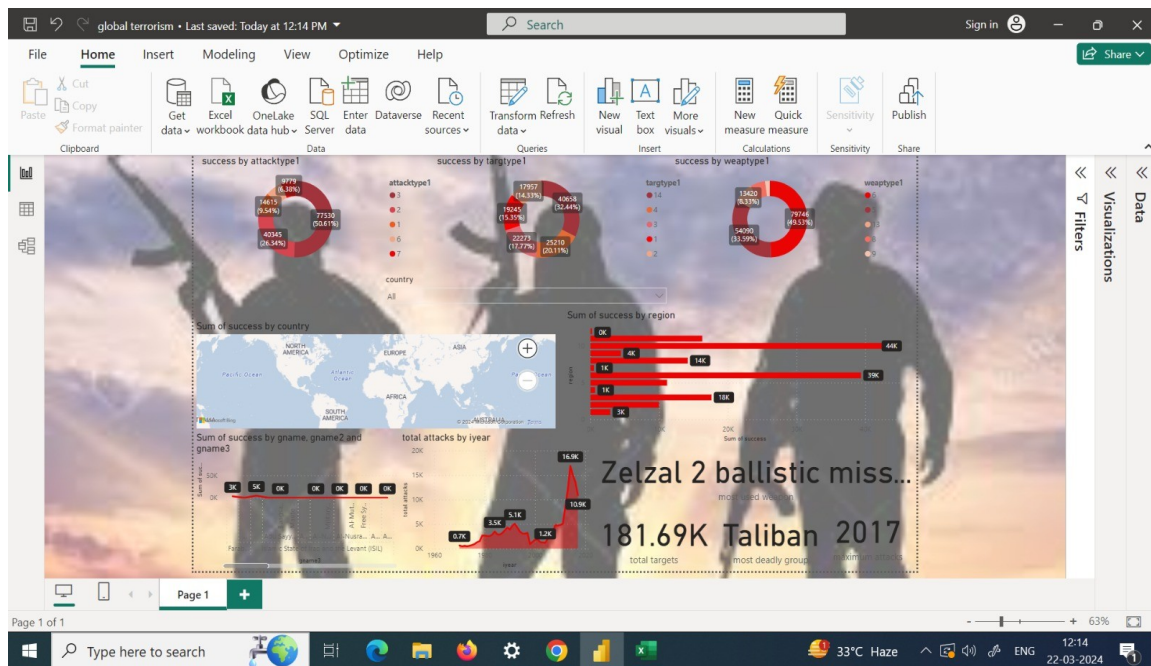 global terrorism • Last saved: Today at 12:14 PM
Search
Sign in
File Home Insert Modeling View Optimize Help
Share
Paste
Cut
Copy
Format painter
Get data
Excel workbook
OneLake data hub
SQL Server
Enter data
Dataverse
Recent sources
Transform data
Refresh
New visual
Text box
More visuals
New measure
Quick measure
Sensitivity
Publish
Clipboard
Data
Queries
Insert
Calculations
Sensitivity
Share
success by attacktype1
9779
(6.38%)
14615
(9.54%)
40345
(26.34%)
77530
(50.61%)
attacktype1
3
2
1
6
7
success by targtype1
17957
(14.33%)
19245
(15.35%)
22273
(17.77%)
25210
(20.11%)
40658
(32.44%)
targtype1
14
4
3
1
2
success by weaptype1
13420
(8.33%)
54090
(33.59%)
79746
(49.53%)
weaptype1
Filters
Visualizations
Data
country
All
Sum of success by country
NORTH AMERICA
EUROPE
ASIA
Pacific Ocean
Atlantic Ocean
AFRICA
SOUTH AMERICA
Sum of success by region
0K
44K
4K
14K
1K
39K
1K
18K
3K
region
20K
Sum of success
Sum of success by gname, gname2 and
gname3
Sum of suc...
50K
0K
3K 5K 0K 0K 0K 0K 0K
total attacks by iyear
20K
15K
10K
5K
0K
total attacks
0.7K
3.5K
5.1K
1.2K
16.9K
10.9K
1960
iyear
Zelzal 2 ballistic miss...
most used weapon
181.69K
total targets
Taliban
most deadly group
2017
maximum attacks
Page 1
Page 1 of 1
63%
Type here to search
33°C Haze
ENG
12:14
22-03-2024